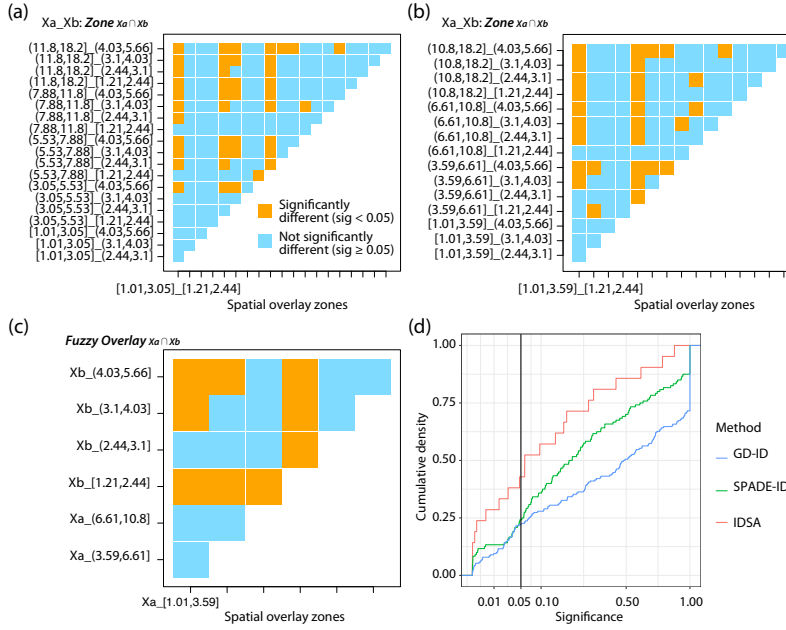 (a)
Xa_Xb: Zone Xa∩Xb
(11.8,18.2]_(4.03,5.66]
(11.8,18.2]_(3.1,4.03]
(11.8,18.2]_(2.44,3.1]
(11.8,18.2]_[1.21,2.44]
(7.88,11.8]_(4.03,5.66]
(7.88,11.8]_(3.1,4.03]
(7.88,11.8]_(2.44,3.1]
(7.88,11.8]_[1.21,2.44]
(5.53,7.88]_(4.03,5.66]
(5.53,7.88]_(3.1,4.03]
(5.53,7.88]_(2.44,3.1]
(5.53,7.88]_[1.21,2.44]
(3.05,5.53]_(4.03,5.66]
(3.05,5.53]_(3.1,4.03]
(3.05,5.53]_(2.44,3.1]
(3.05,5.53]_[1.21,2.44]
[1.01,3.05]_(4.03,5.66]
[1.01,3.05]_(3.1,4.03]
[1.01,3.05]_(2.44,3.1]
Significantly
different (sig < 0.05)
Not significantly
different (sig ≥ 0.05)
[1.01,3.05]_[1.21,2.44]
Spatial overlay zones
(b)
Xa_Xb: Zone Xa∩Xb
(10.8,18.2]_(4.03,5.66]
(10.8,18.2]_(3.1,4.03]
(10.8,18.2]_(2.44,3.1]
(10.8,18.2]_[1.21,2.44]
(6.61,10.8]_(4.03,5.66]
(6.61,10.8]_(3.1,4.03]
(6.61,10.8]_(2.44,3.1]
(6.61,10.8]_[1.21,2.44]
(3.59,6.61]_(4.03,5.66]
(3.59,6.61]_(3.1,4.03]
(3.59,6.61]_(2.44,3.1]
(3.59,6.61]_[1.21,2.44]
[1.01,3.59]_(4.03,5.66]
[1.01,3.59]_(3.1,4.03]
[1.01,3.59]_(2.44,3.1]
[1.01,3.59]_[1.21,2.44]
Spatial overlay zones
(c)
Fuzzy Overlay Xa∩Xb
Xb_(4.03,5.66]
Xb_(3.1,4.03]
Xb_(2.44,3.1]
Xb_[1.21,2.44]
Xa_(6.61,10.8]
Xa_(3.59,6.61]
Xa_[1.01,3.59]
Spatial overlay zones
(d)
Cumulative density
1.00
0.75
0.50
0.25
0.00
0.01 0.05 0.10 0.50 1.00
Significance
Method
GD-ID
SPADE-ID
IDSA